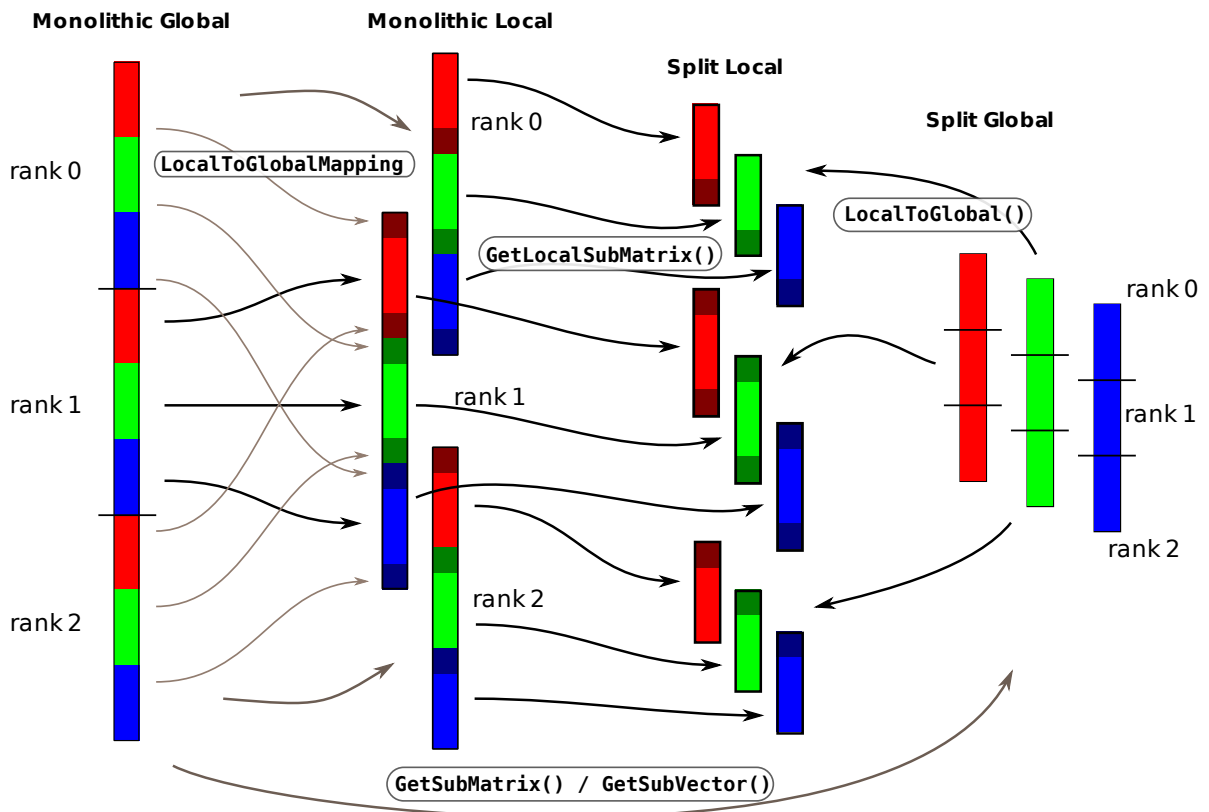 Monolithic Global
Monolithic Local
Split Local
Split Global
rank 0
rank 0
LocalToGlobalMapping
LocalToGlobal()
GetLocalSubMatrix()
rank 0
rank 1
rank 1
rank 1
rank 2
rank 2
rank 2
GetSubMatrix() / GetSubVector()